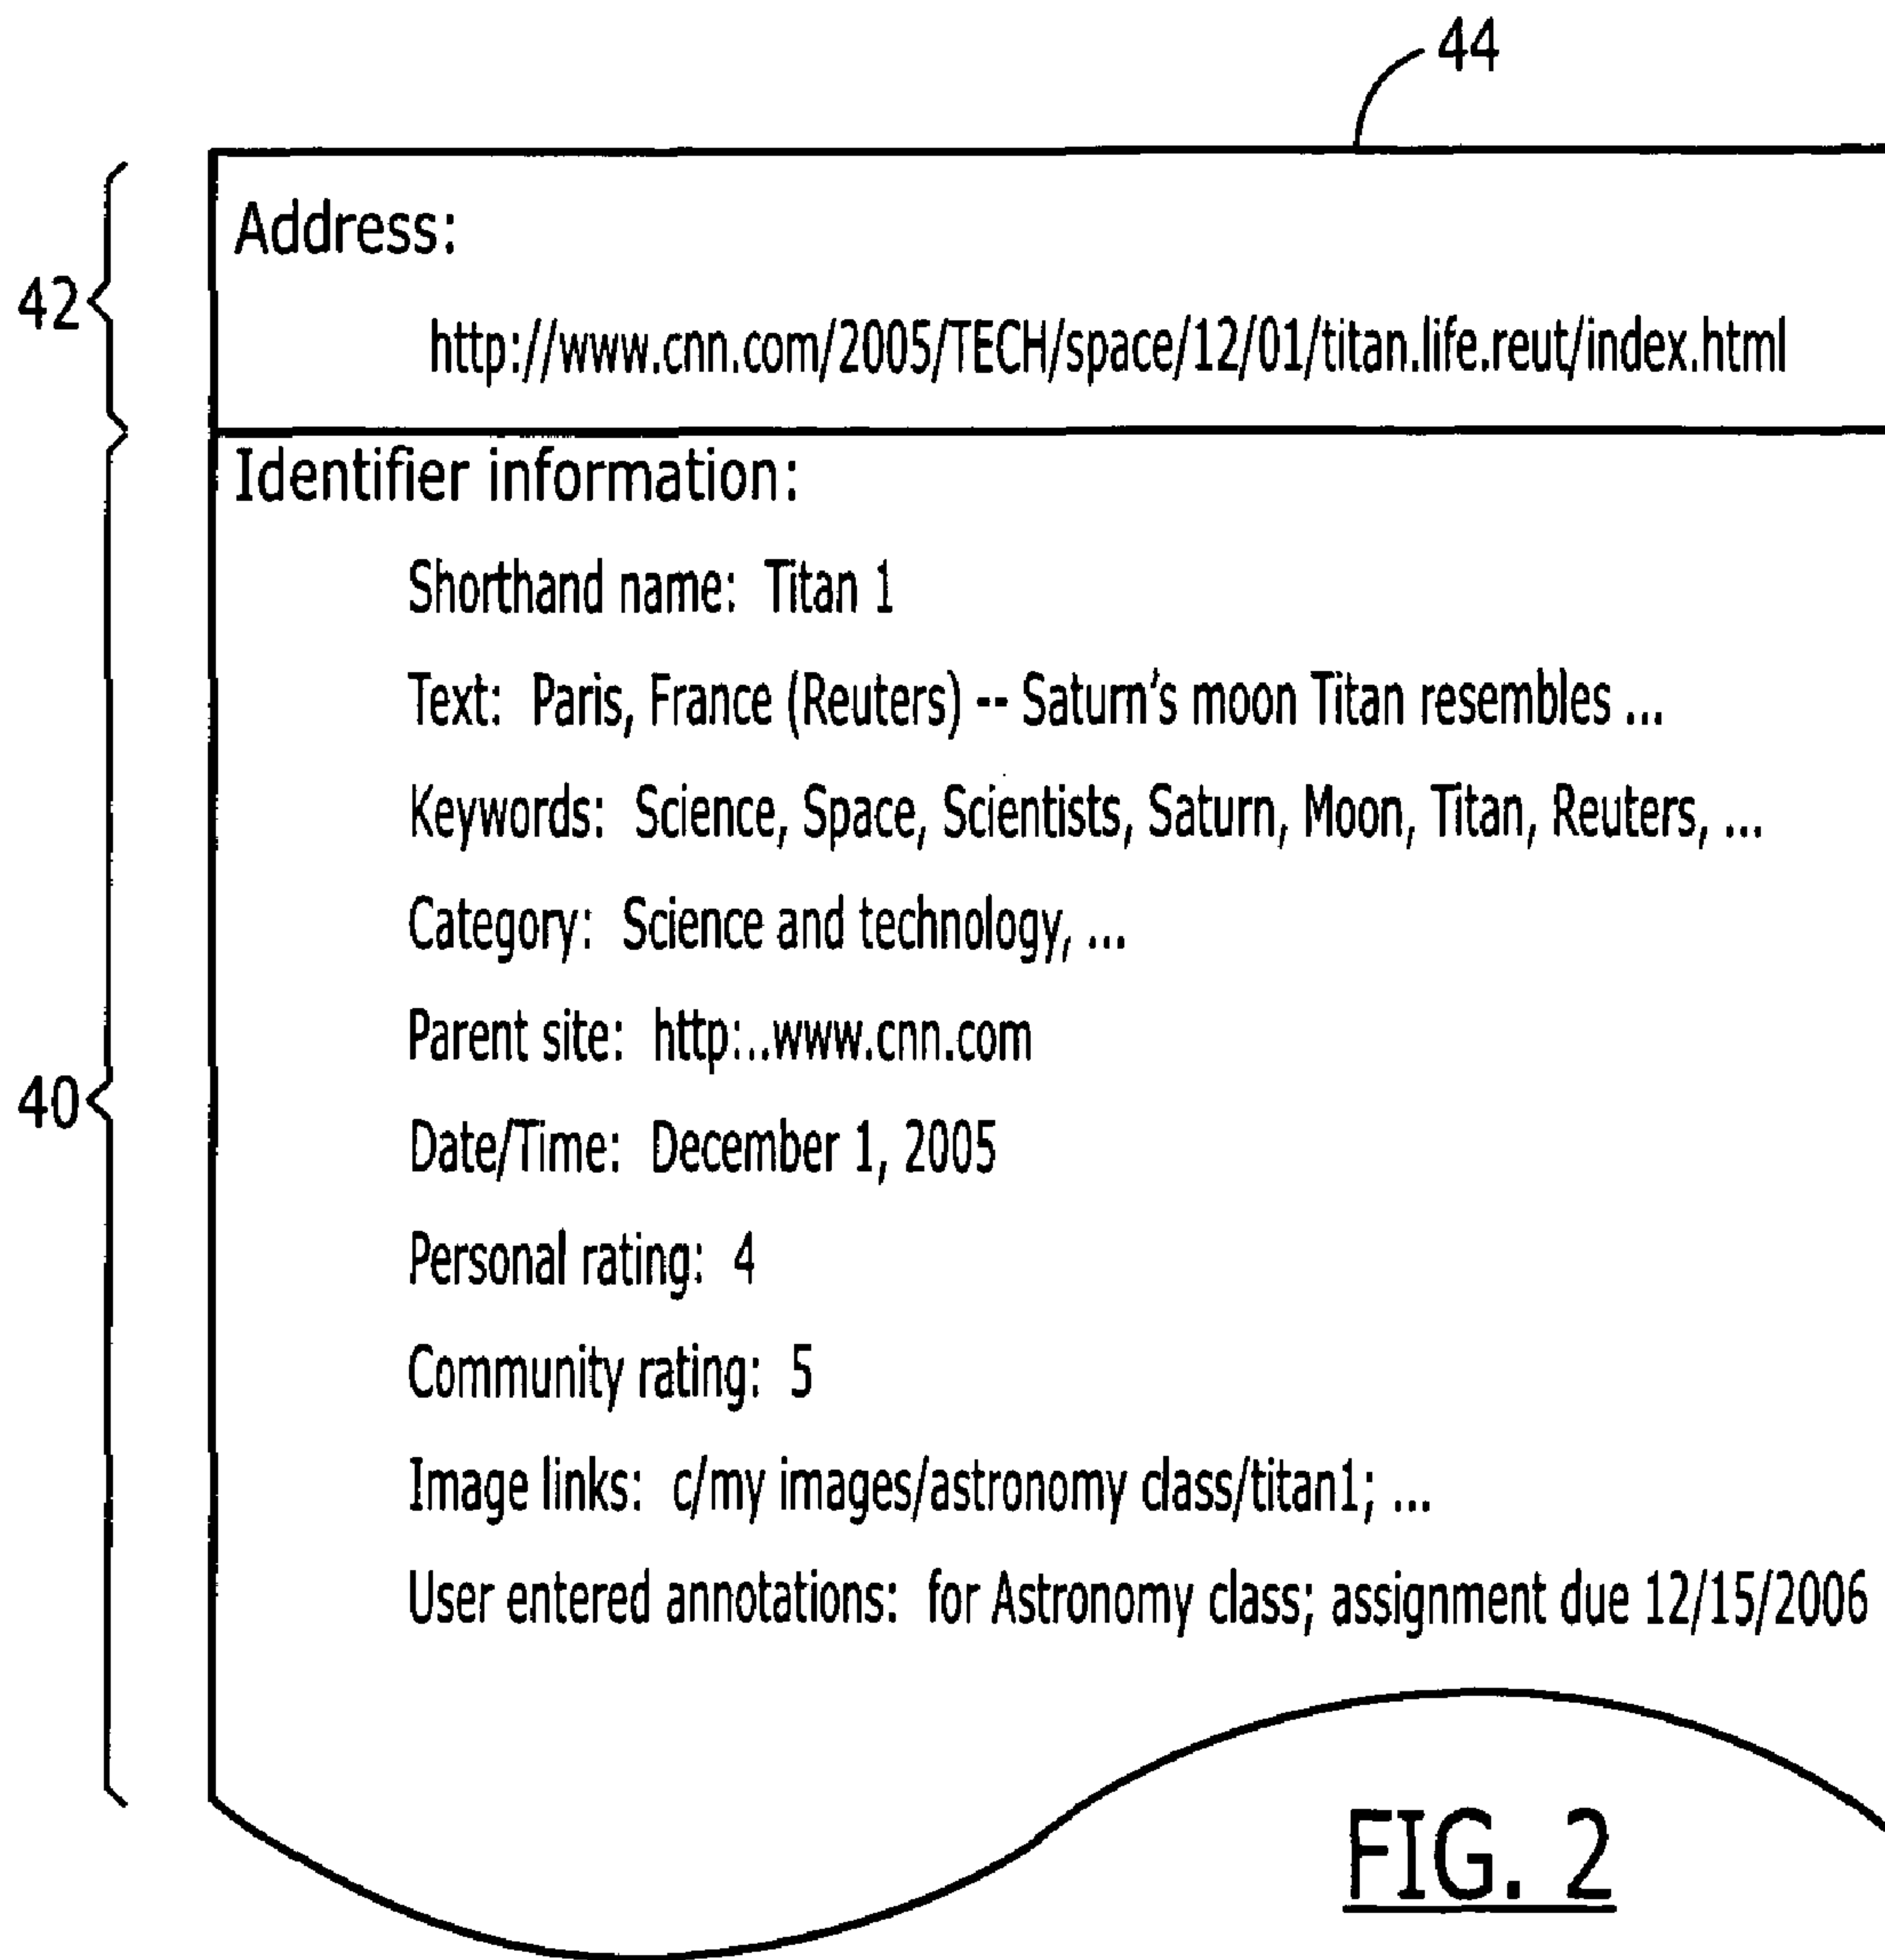 44
Address:
42
http://www.cnn.com/2005/TECH/space/12/01/titan.life.reut/index.html
Identifier information:
Shorthand name: Titan 1
Text: Paris, France (Reuters) -- Saturn's moon Titan resembles ...
Keywords: Science, Space, Scientists, Saturn, Moon, Titan, Reuters, ...
Category: Science and technology, ...
Parent site: http:..www.cnn.com
40
Date/Time: December 1, 2005
Personal rating: 4
Community rating: 5
Image links: c/my images/astronomy class/titan1; ...
User entered annotations: for Astronomy class; assignment due 12/15/2006
FIG. 2